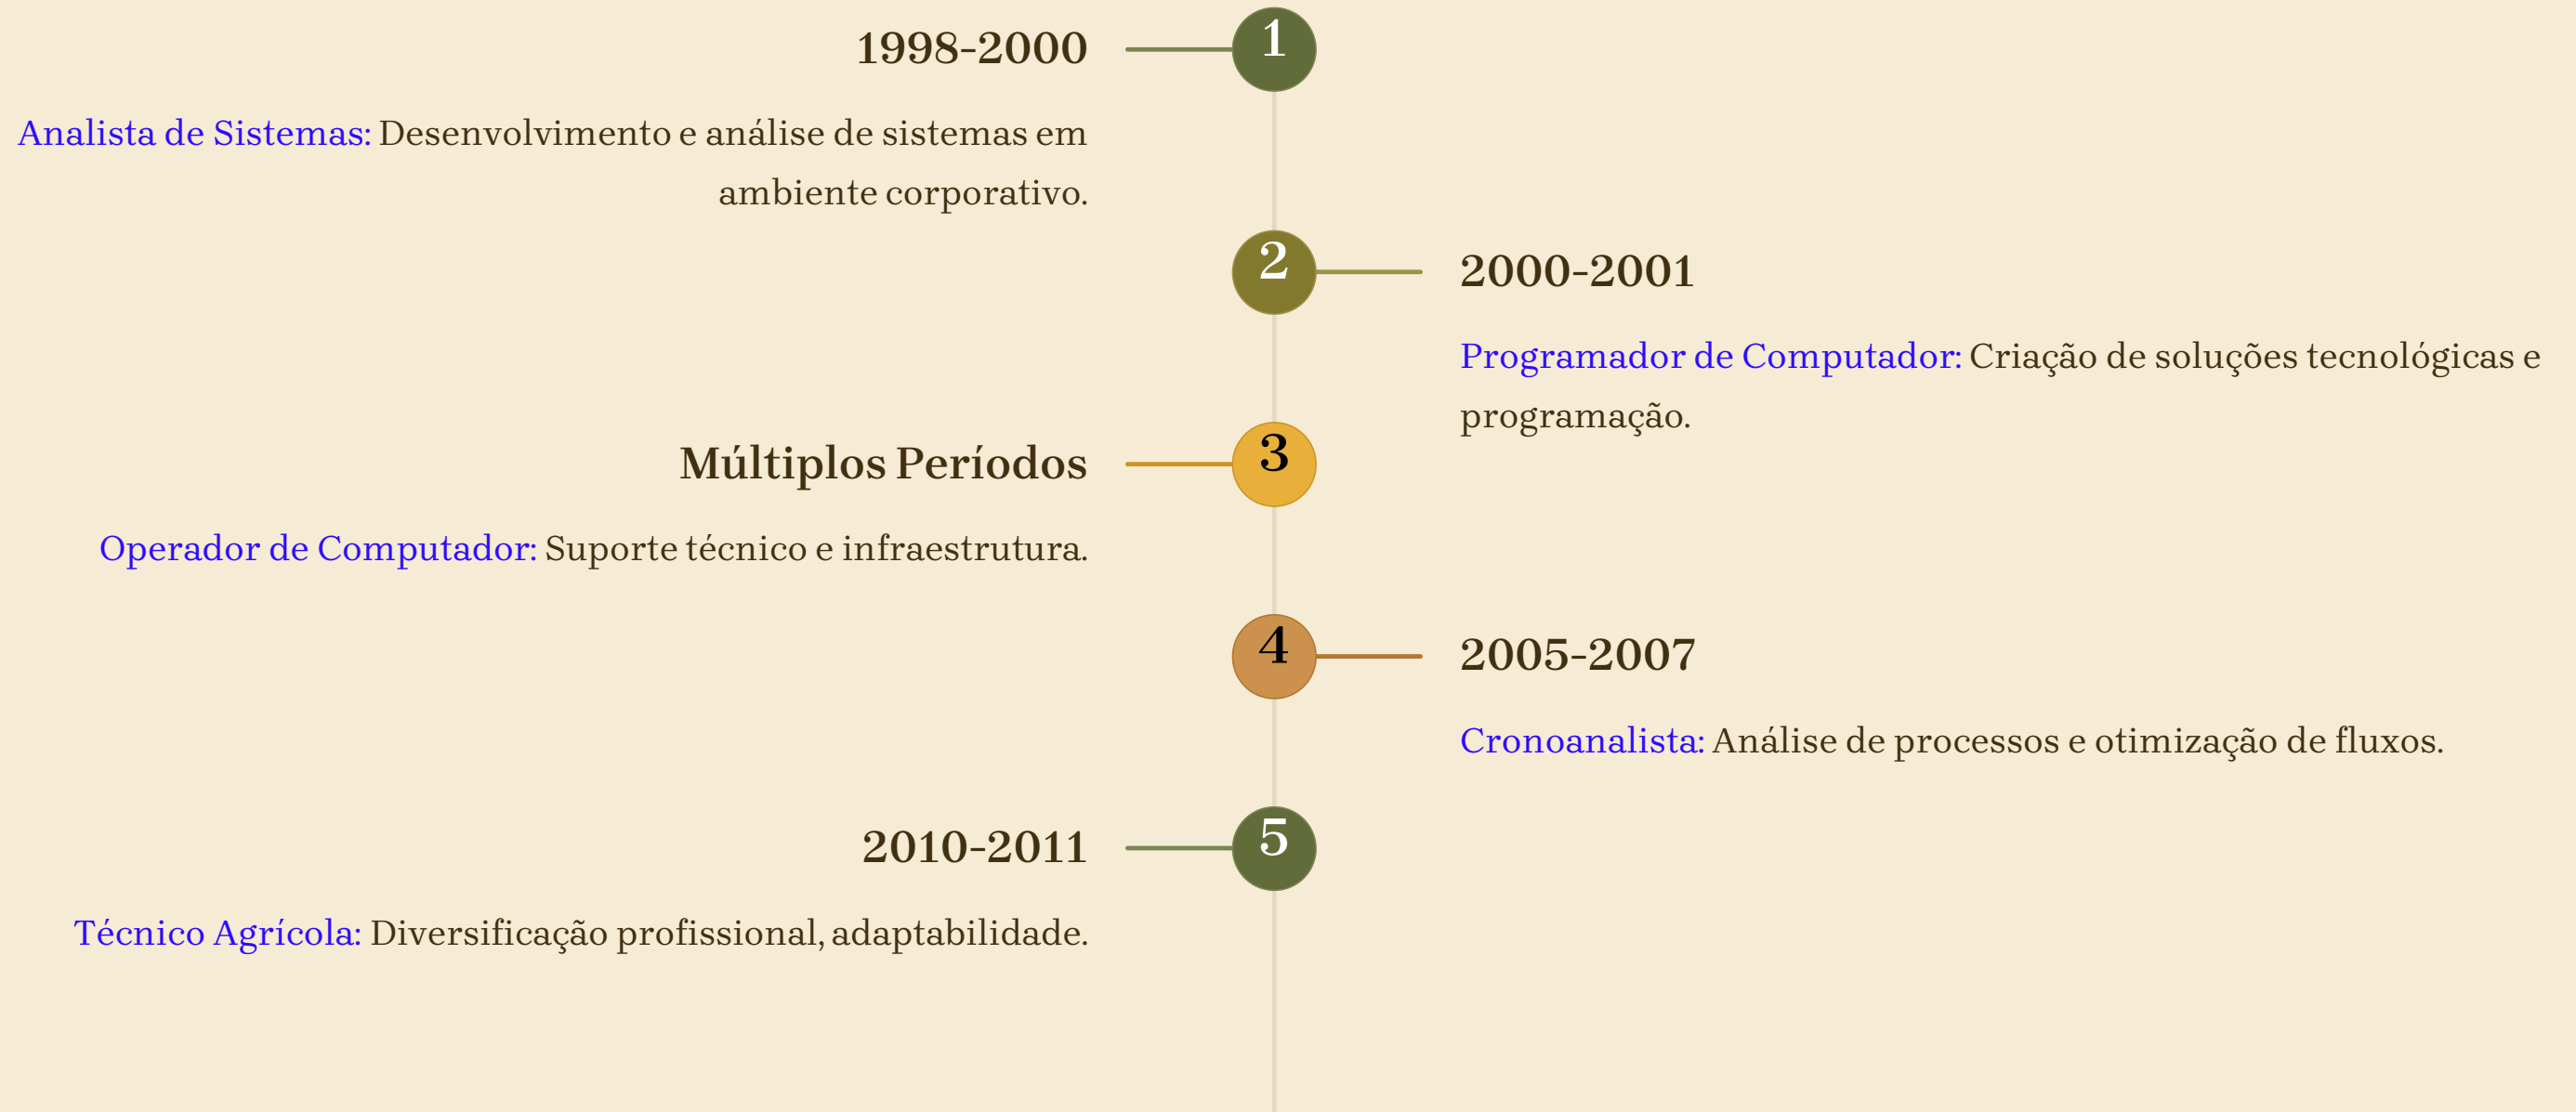 1998-2000
1
Analista de Sistemas: Desenvolvimento e análise de sistemas em
ambiente corporativo.
2
2000-2001
Programador de Computador: Criação de soluções tecnológicas e
programação.
Múltiplos Períodos
3
Operador de Computador: Suporte técnico e infraestrutura.
4
2005-2007
Cronoanalista: Análise de processos e otimização de fluxos.
2010-2011
5
Técnico Agrícola: Diversificação profissional, adaptabilidade.